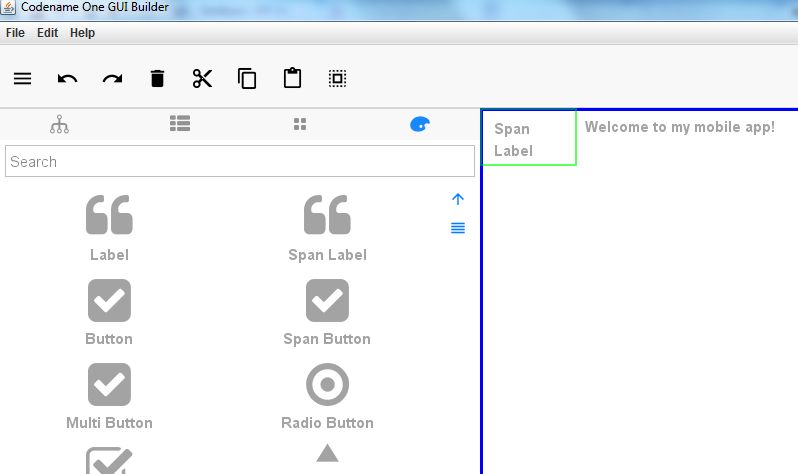 Codename One GUI Builder
File Edit Help
Search
Label Span Label
Button Span Button
Multi Button Radio Button
Span
Label
Welcome to my mobile app!